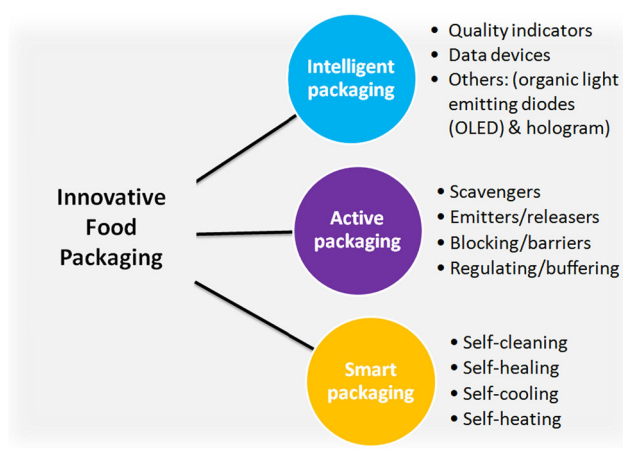 Innovative
Food
Packaging
Intelligent
packaging
• Quality indicators
• Data devices
• Others: (organic light
emitting diodes
(OLED) & hologram)
Active
packaging
• Scavengers
• Emitters/releasers
• Blocking/barriers
• Regulating/buffering
Smart
packaging
• Self-cleaning
• Self-healing
• Self-cooling
• Self-heating